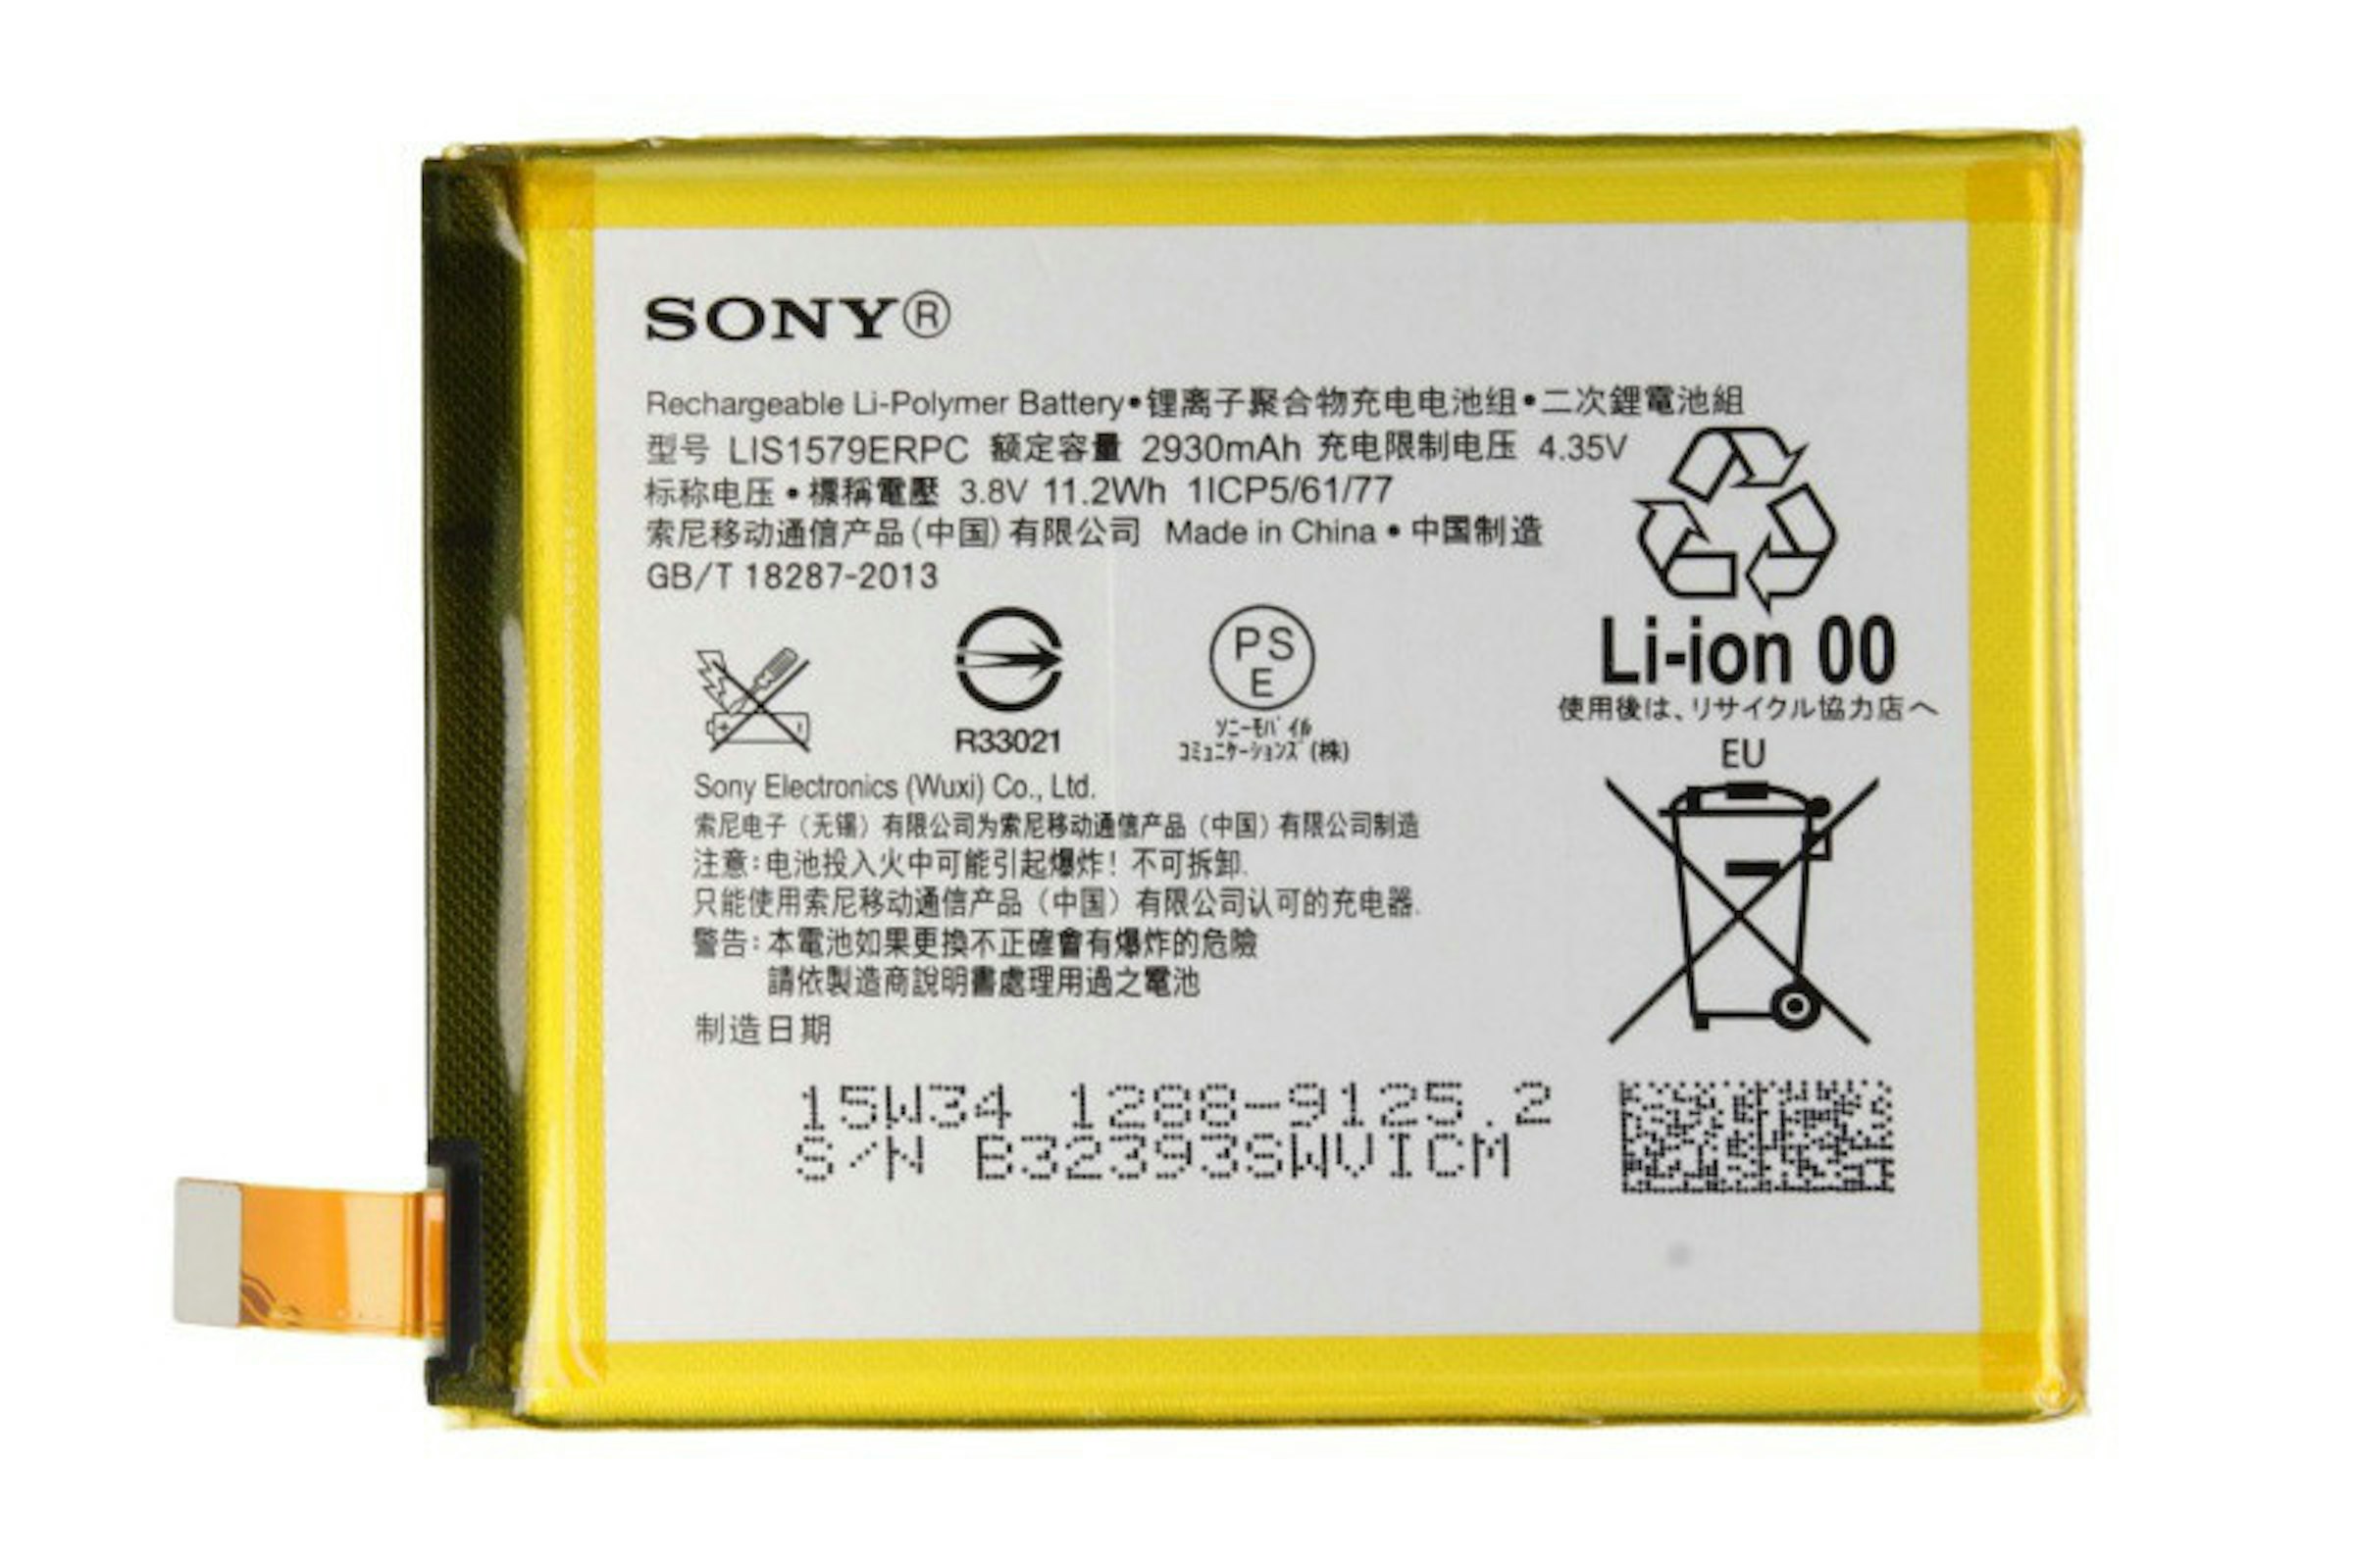 SONY®
Rechargeable Li-Polymer Battery•锂离子聚合物充电电池组•二次鋰電池組
型号 LIS1579ERPC 额定容量 2930mAh 充电限制电压 4.35V
标称电压•標稱電壓 3.8V 11.2Wh 1ICP5/61/77
索尼移动通信产品(中国)有限公司 Made in China•中国制造
GB/T 18287-2013
Li-ion 00
使用後は、リサイクル協力店へ
R33021
PS
E
ソニーモバイル
コミュニケーションズ(株)
EU
Sony Electronics (Wuxi) Co., Ltd.
索尼电子（无锡）有限公司为索尼移动通信产品（中国）有限公司制造
注意:电池投入火中可能引起爆炸！不可拆卸.
只能使用索尼移动通信产品（中国）有限公司认可的充电器.
警告:本電池如果更換不正確會有爆炸的危險
請依製造商說明書處理用過之電池
制造日期
15W34 1288-9125.2
S/N B32393SWVICM